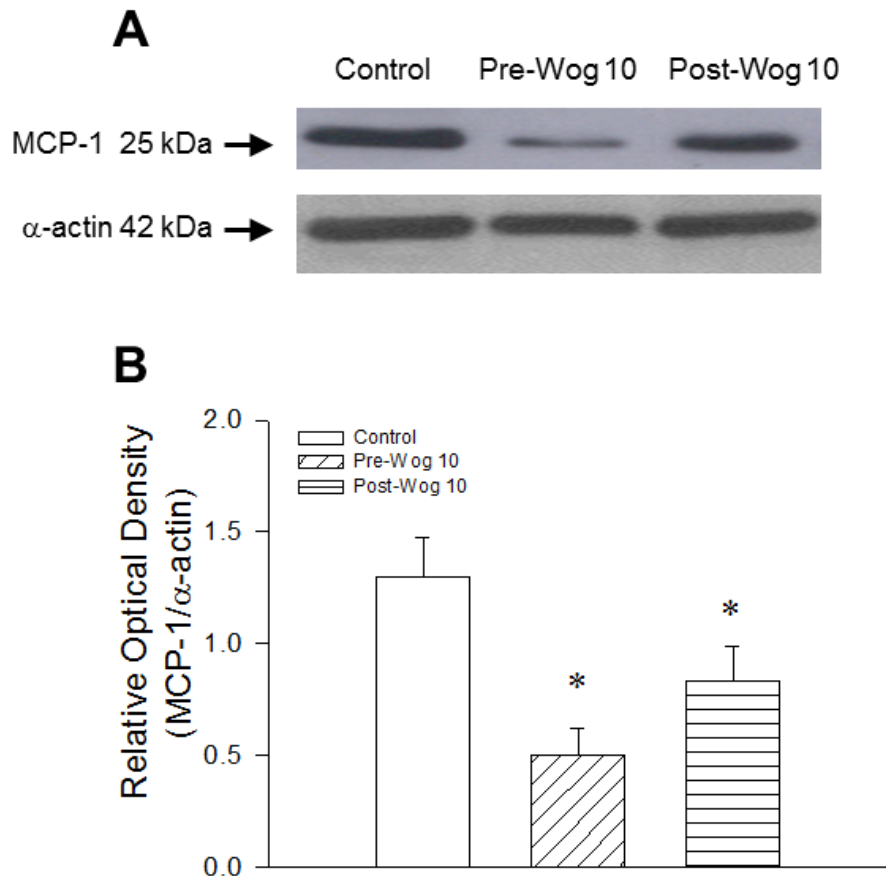 A
Control Pre-Wog 10 Post-Wog 10
MCP-1 25 kDa
α-actin 42 kDa
B
Relative Optical Density
(MCP-1/α-actin)
2.0
1.5
1.0
0.5
0.0
Control
Pre-Wog 10
Post-Wog 10
*
*